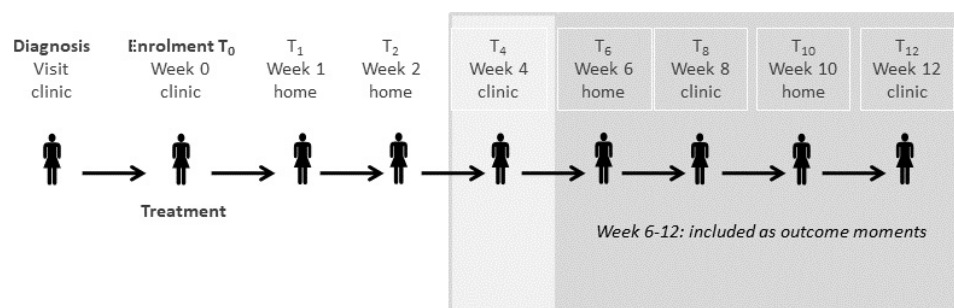 Diagnosis
Visit
clinic
Enrolment T₀
Week 0
clinic
T₁
Week 1
home
T₂
Week 2
home
T₄
Week 4
clinic
T₆
Week 6
home
T₈
Week 8
clinic
T₁₀
Week 10
home
T₁₂
Week 12
clinic
Treatment
Week 6-12: included as outcome moments